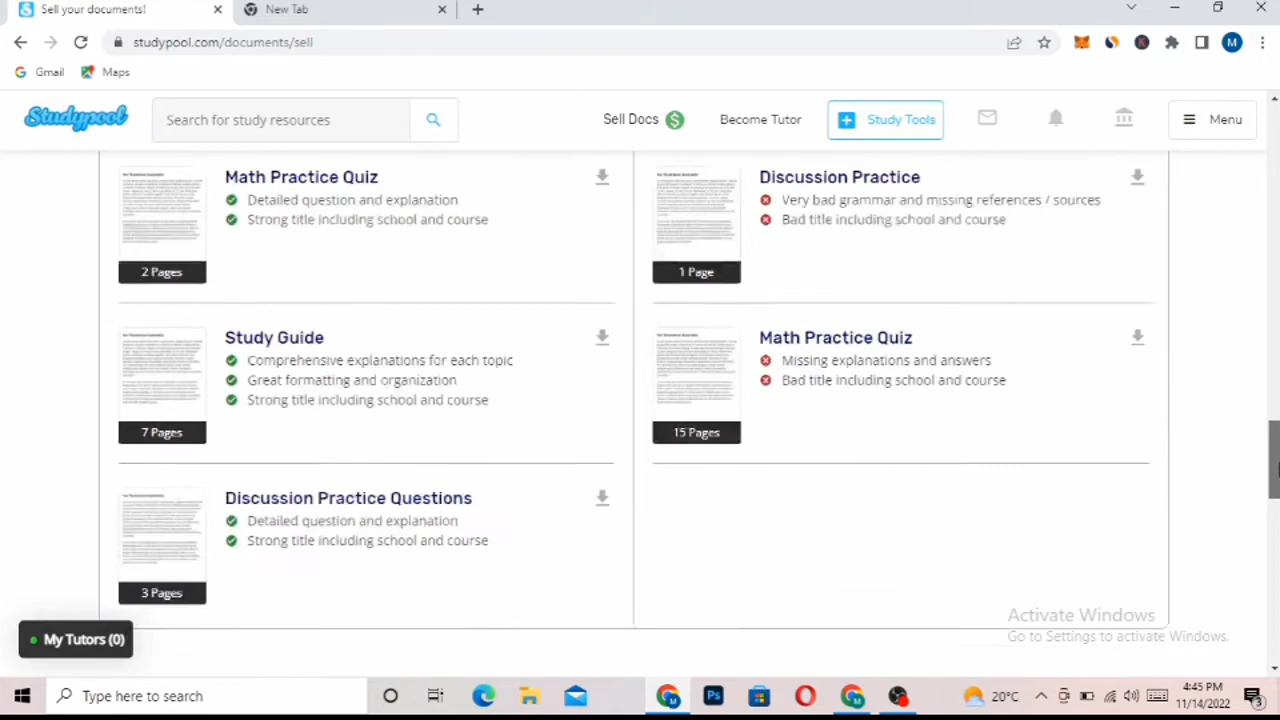 Sell your documents!
New Tab
studypool.com/documents/sell
M
Gmail
Maps
Studypool
Search for study resources
Sell Docs
Become Tutor
Study Tools
Menu
Math Practice Quiz
Detailed question and explanation
Strong title including school and course
2 Pages
Discussion Practice
Very bad grammar and missing references / sources
Bad title including school and course
1 Page
Study Guide
Comprehensive explanations for each topic
Great formatting and organization
Strong title including school and course
7 Pages
Math Practice Quiz
Missing explanations and answers
Bad title including school and course
15 Pages
Discussion Practice Questions
Detailed question and explanation
Strong title including school and course
3 Pages
My Tutors (0)
Activate Windows
Go to Settings to activate Windows.
Type here to search
Ps
20°C
4:45 PM
11/14/2022
3